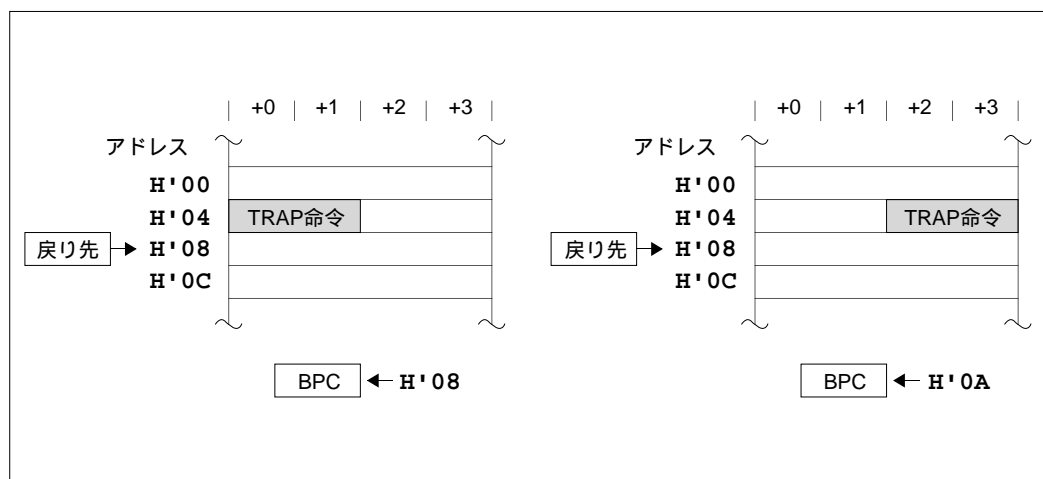 +0 +1 +2 +3
アドレス
H'00
H'04 TRAP命令
戻り先 H'08
H'0C
BPC H'08
+0 +1 +2 +3
アドレス
H'00
H'04 TRAP命令
戻り先 H'08
H'0C
BPC H'0A